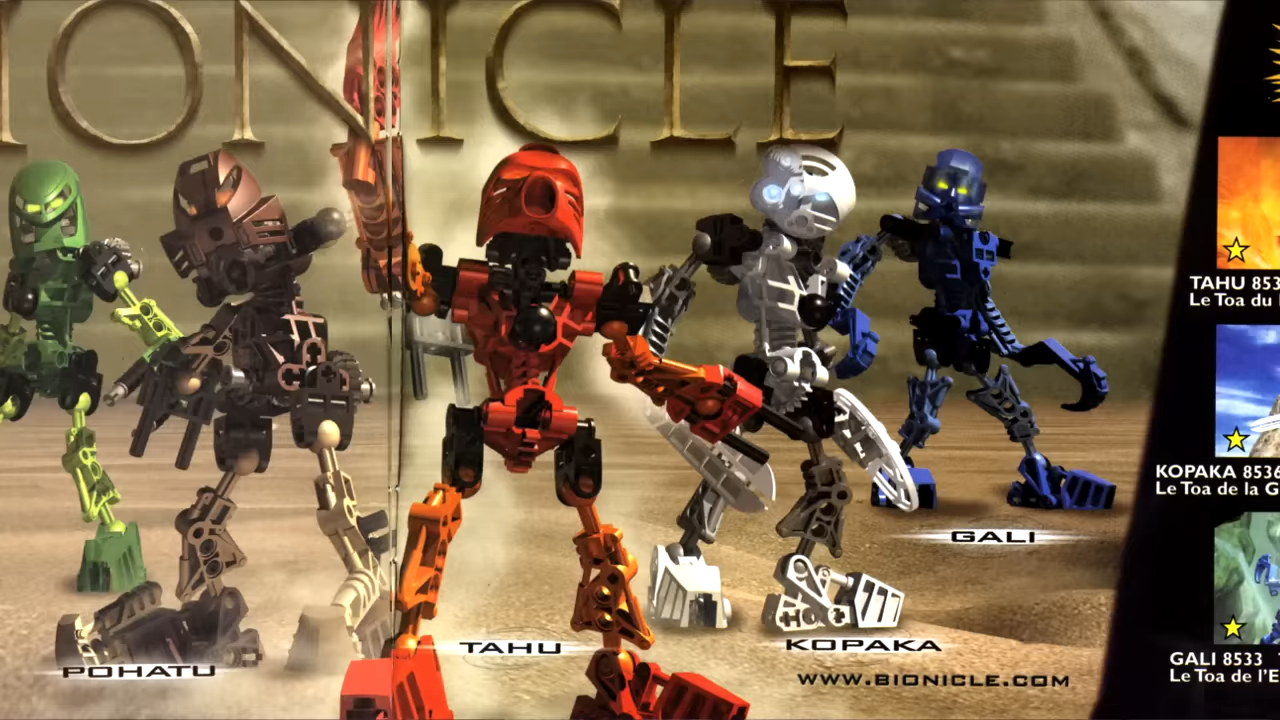 IONICLE
POHATU
TAHU
KOPAKA
GALI
WWW.BIONICLE.COM
TAHU 853
Le Toa du
KOPAKA 8536
Le Toa de la G
GALI 8533
Le Toa de l'E